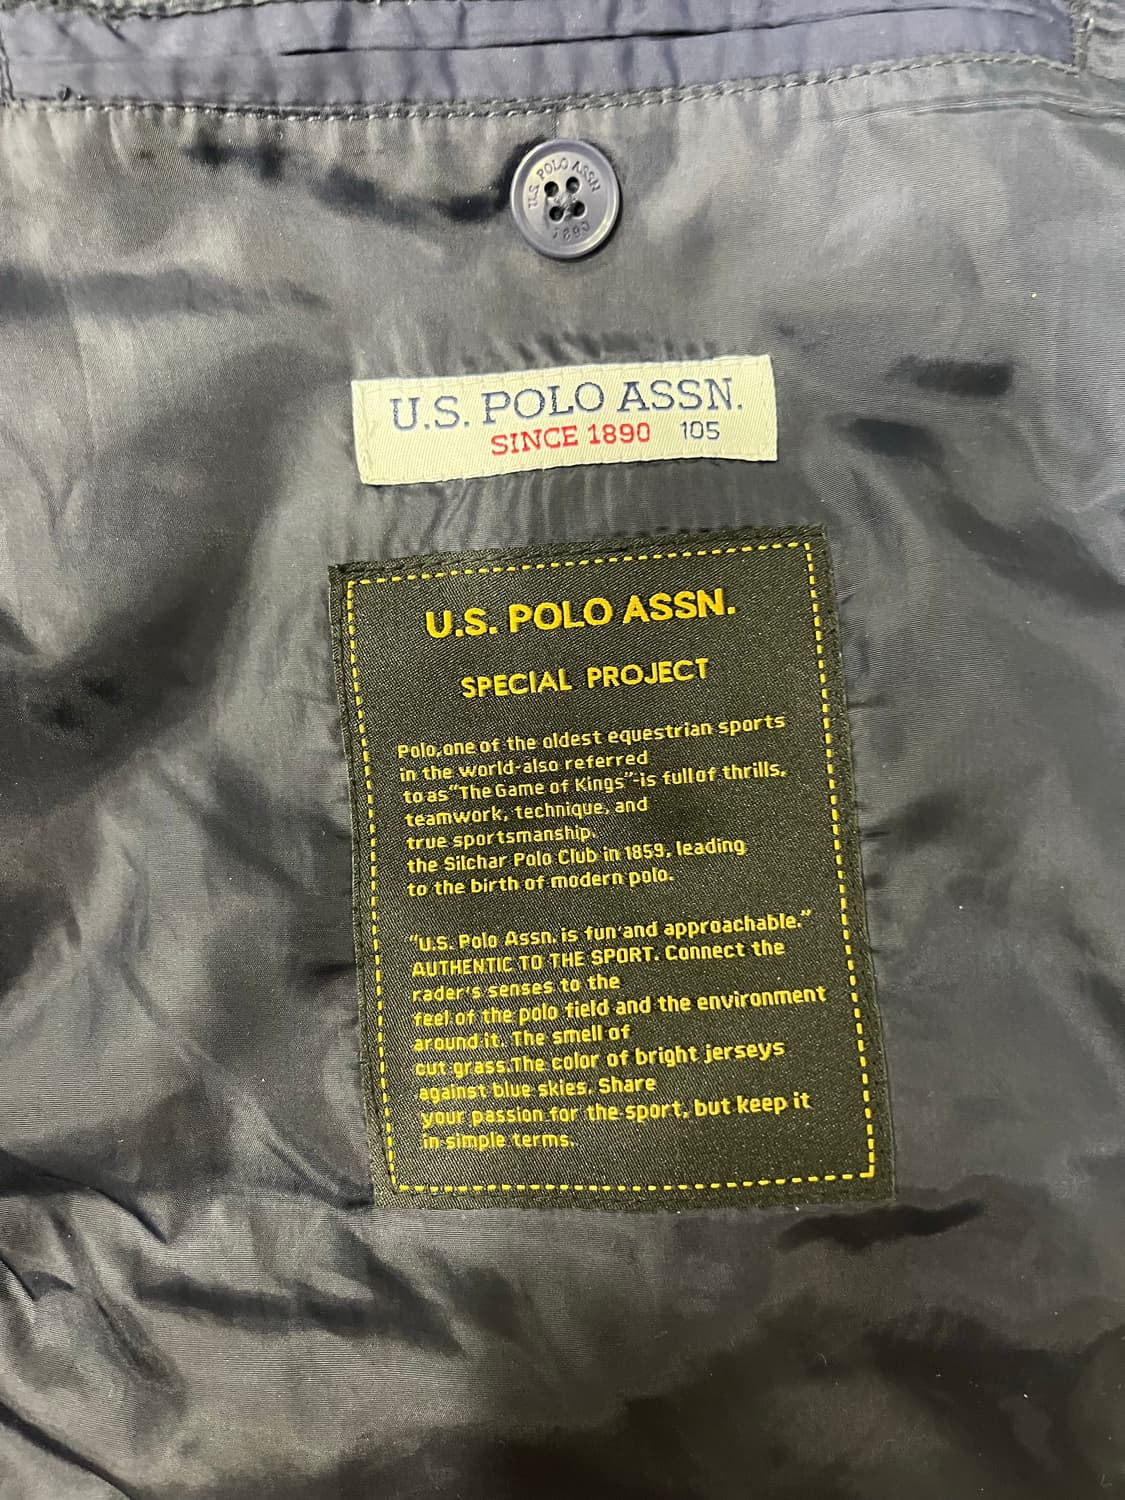 U.S. POLO ASSN
1890
U.S. POLO ASSN.
SINCE 1890 105
U.S. POLO ASSN.
SPECIAL PROJECT
Polo,one of the oldest equestrian sports
in the world-also referred
to as"The Game of Kings"-is full of thrills,
teamwork, technique, and
true sportsmanship.
the Silchar Polo Club in 1859, leading
to the birth of modern polo.
"U.S. Polo Assn. is fun'and approachable."
AUTHENTIC TO THE SPORT. Connect the
rader's senses to the
feel of the polo field and the environment
around it. The smell of
cut grass.The color of bright jerseys
against blue skies. Share
your passion for the sport, but keep it
in simple terms.